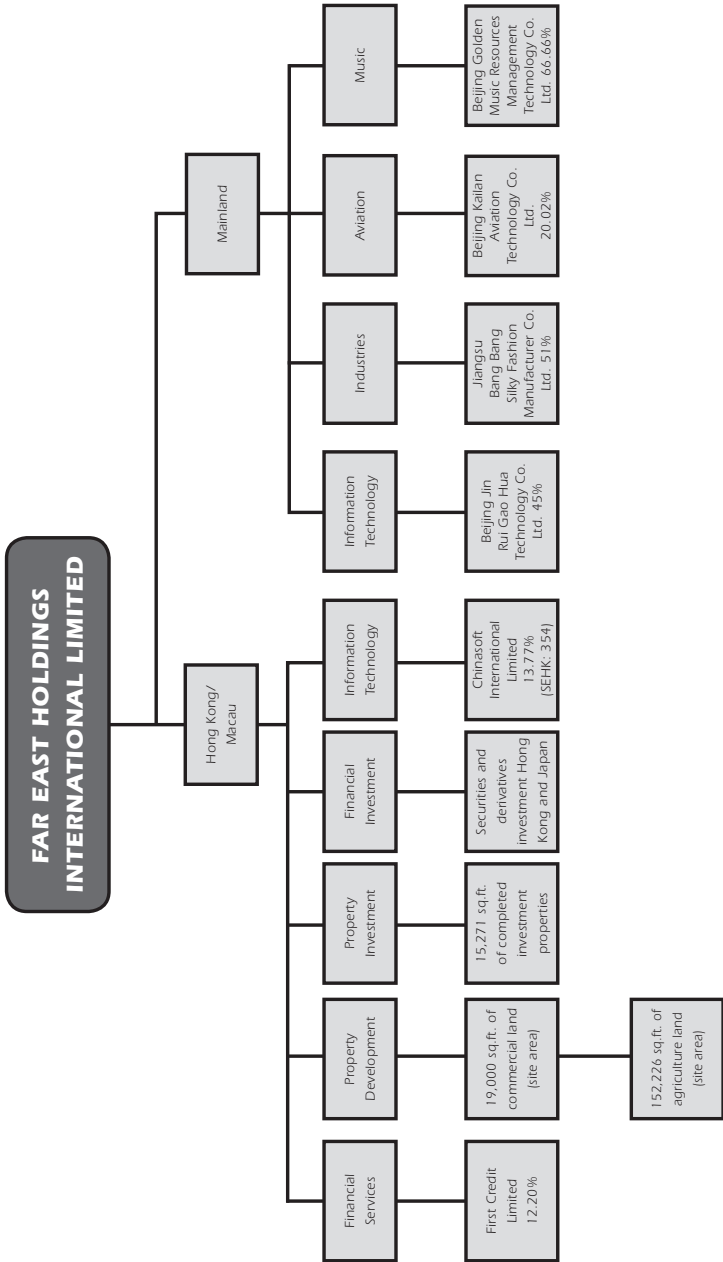 FAR EAST HOLDINGS
INTERNATIONAL LIMITED
Hong Kong/
Macau
Mainland
Financial
Services
Property
Development
Property
Investment
Financial
Investment
Information
Technology
Information
Technology
Industries
Aviation
Music
First Credit
Limited
12.20%
19,000 sq.ft. of
commercial land
(site area)
15,271 sq.ft.
of completed
investment
properties
Securities and
derivatives
investment Hong
Kong and Japan
Chinasoft
International
Limited
13.77%
(SEHK: 354)
Beijing Jin
Rui Gao Hua
Technology Co.
Ltd. 45%
Jiangsu
Bang Bang
Silky Fashion
Manufacturer Co.
Ltd. 51%
Beijing Kailan
Aviation
Technology Co.
Ltd.
20.02%
Beijing Golden
Music Resources
Management
Technology Co.
Ltd. 66.66%
152,226 sq.ft. of
agriculture land
(site area)